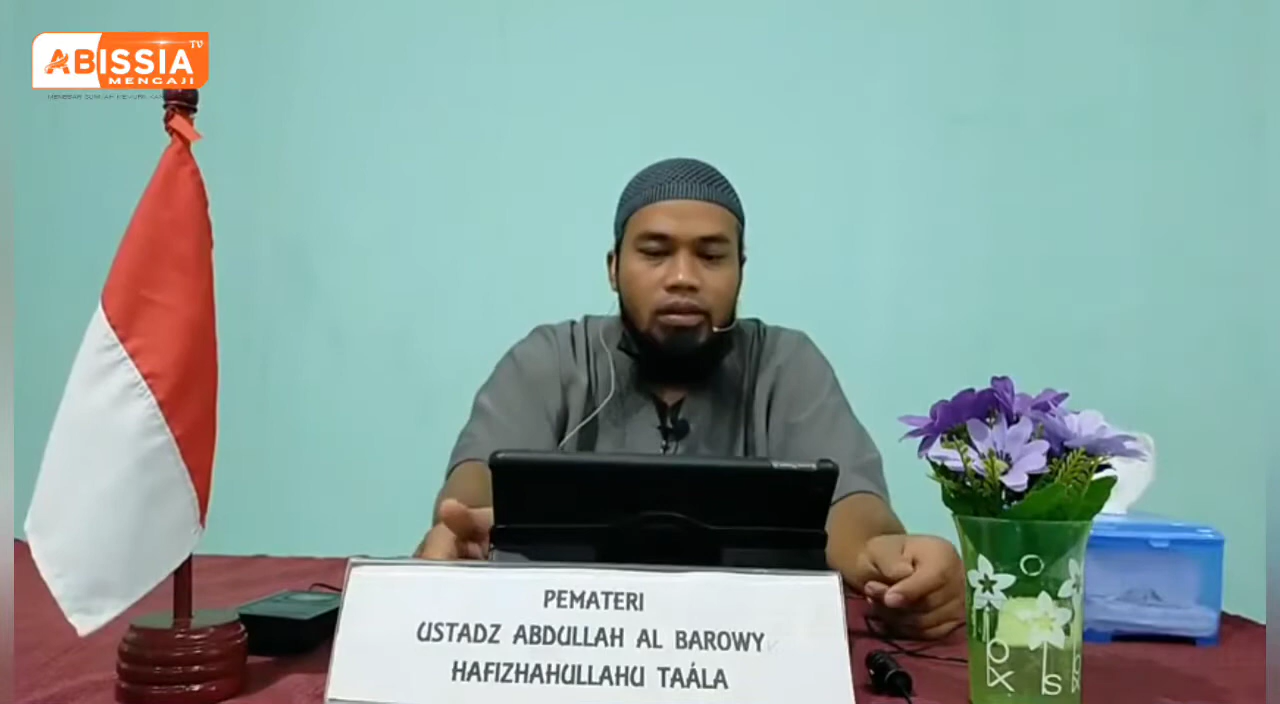 ABISSIA TV
MENGAJI
PEMATERI
USTADZ ABDULLAH AL BAROWY
HAFIZHAHULLAHU TAÁLA